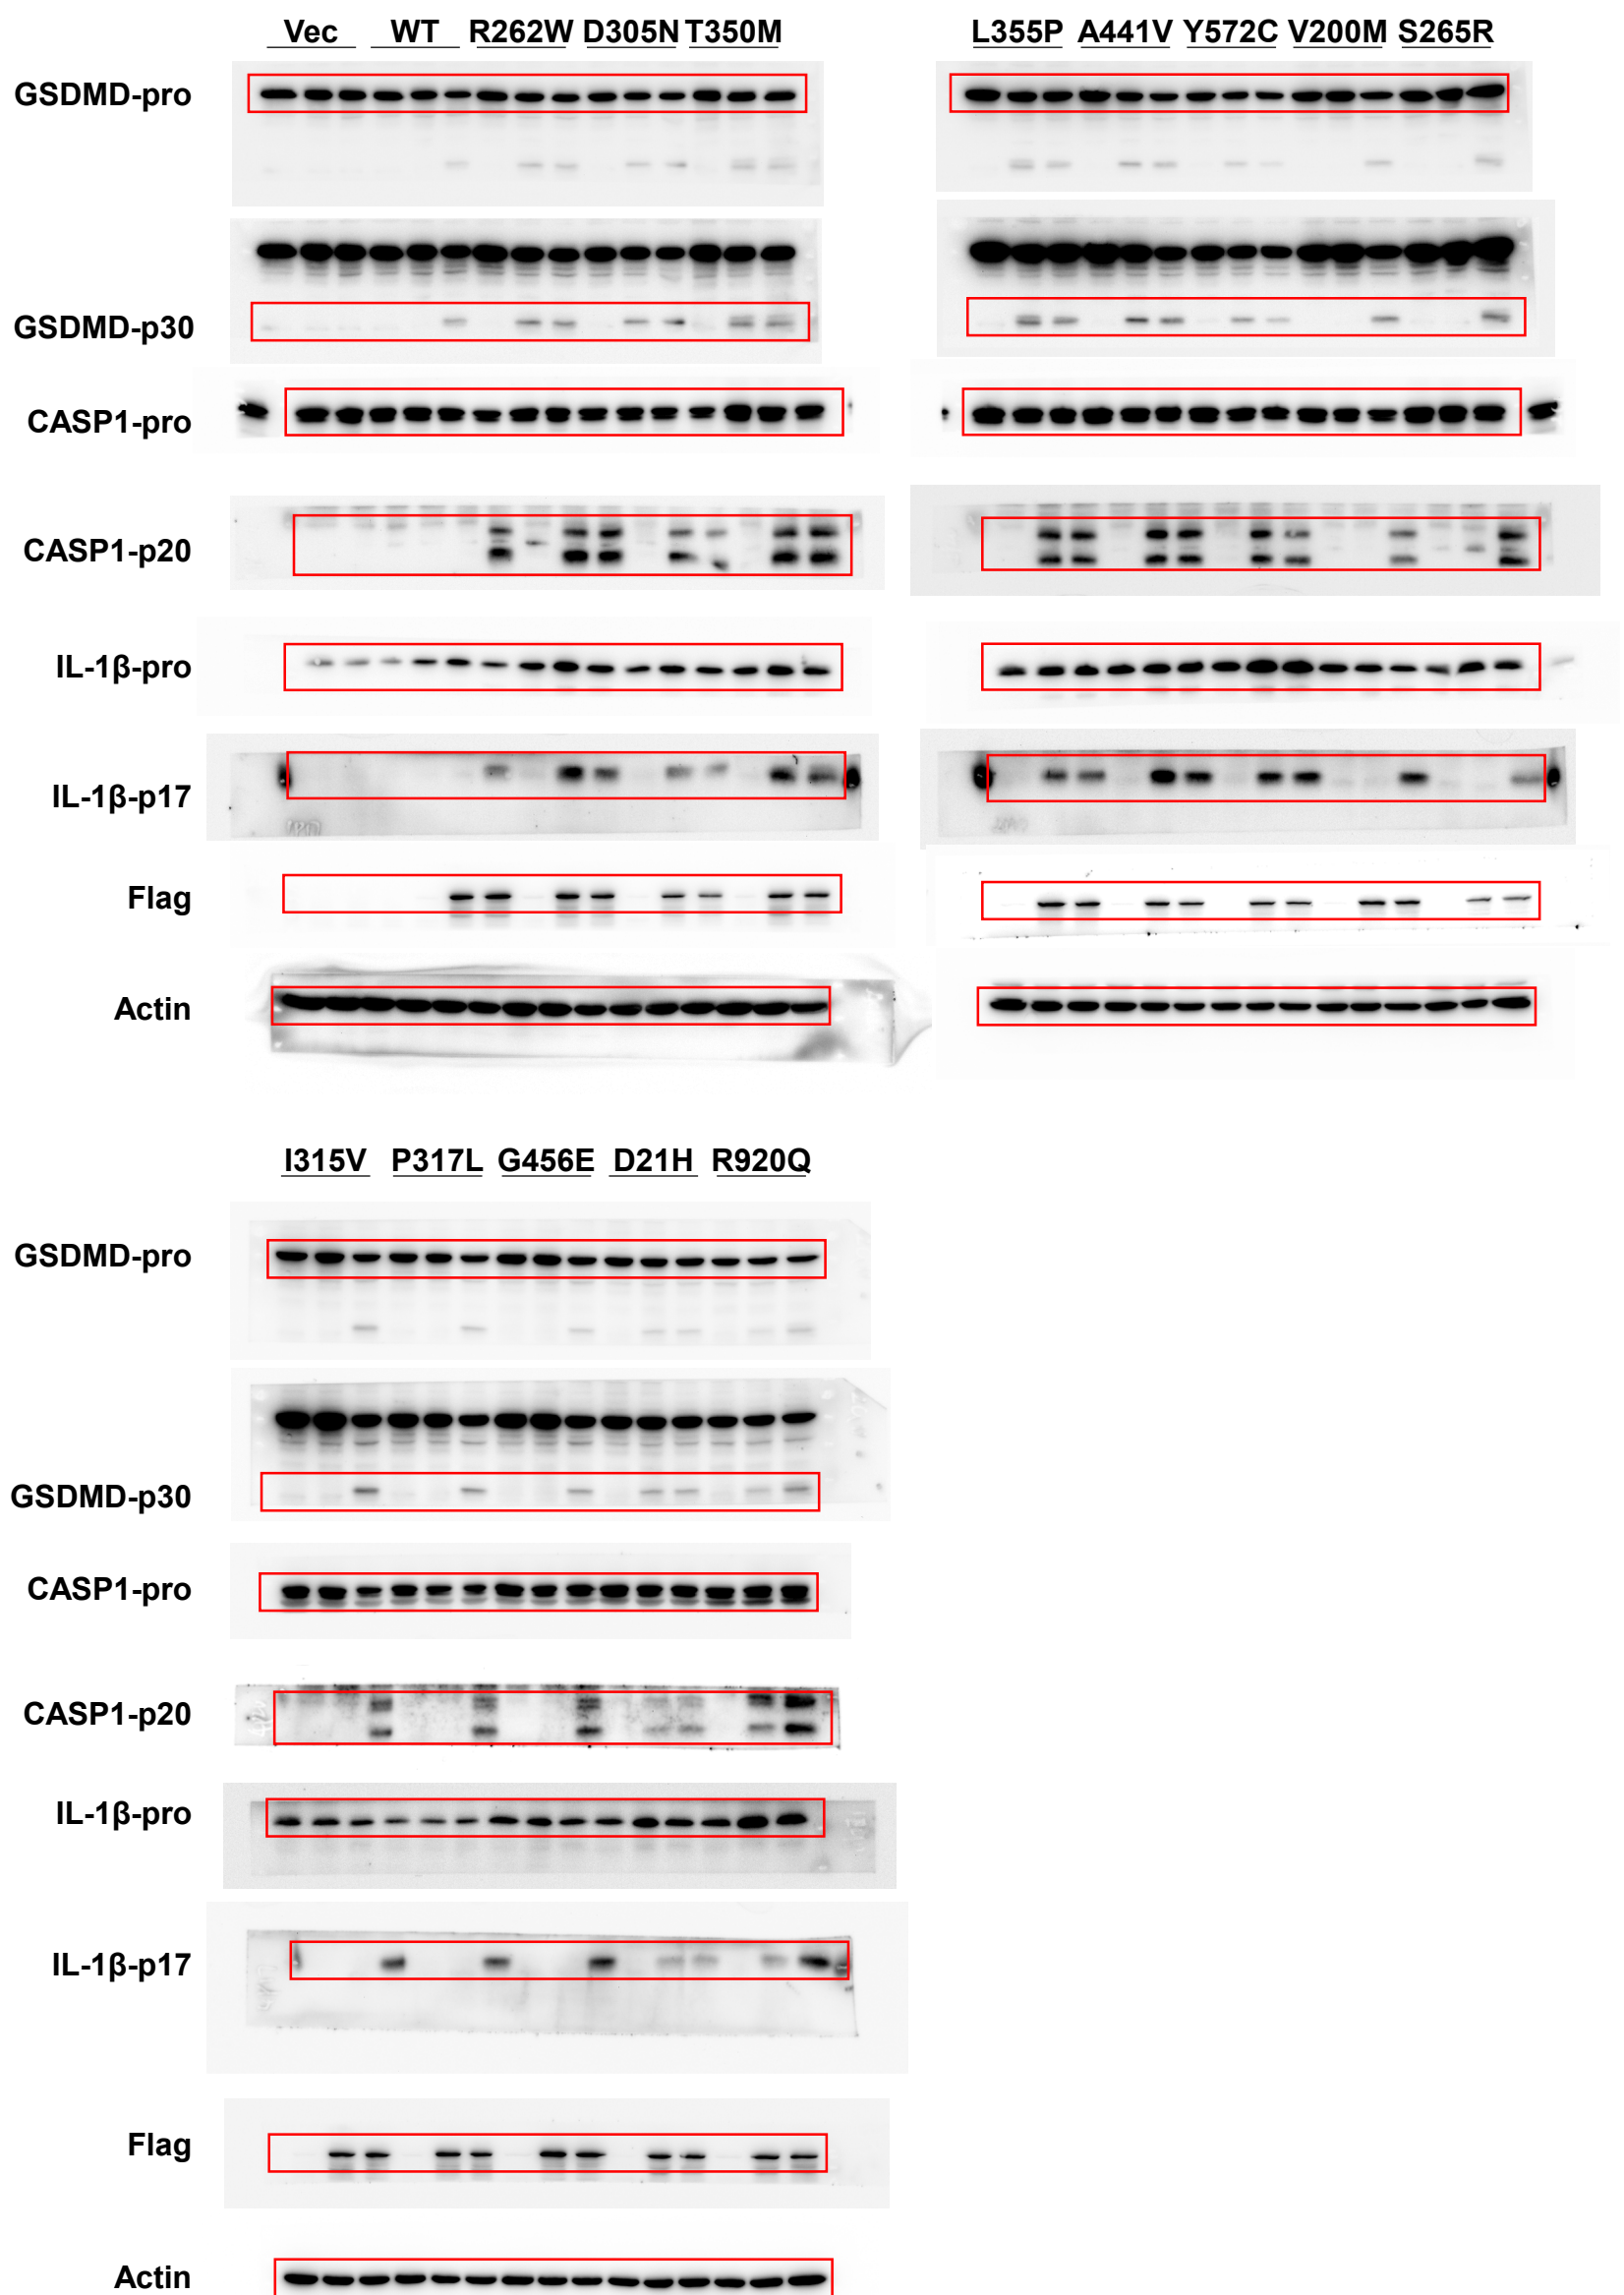 Vec WT R262W D305N T350M L355P A441V Y572C V200M S265R
GSDMD-pro
GSDMD-p30
CASP1-pro
CASP1-p20
IL-1β-pro
IL-1β-p17
Flag
Actin
I315V P317L G456E D21H R920Q
GSDMD-pro
GSDMD-p30
CASP1-pro
CASP1-p20
IL-1β-pro
IL-1β-p17
Flag
Actin